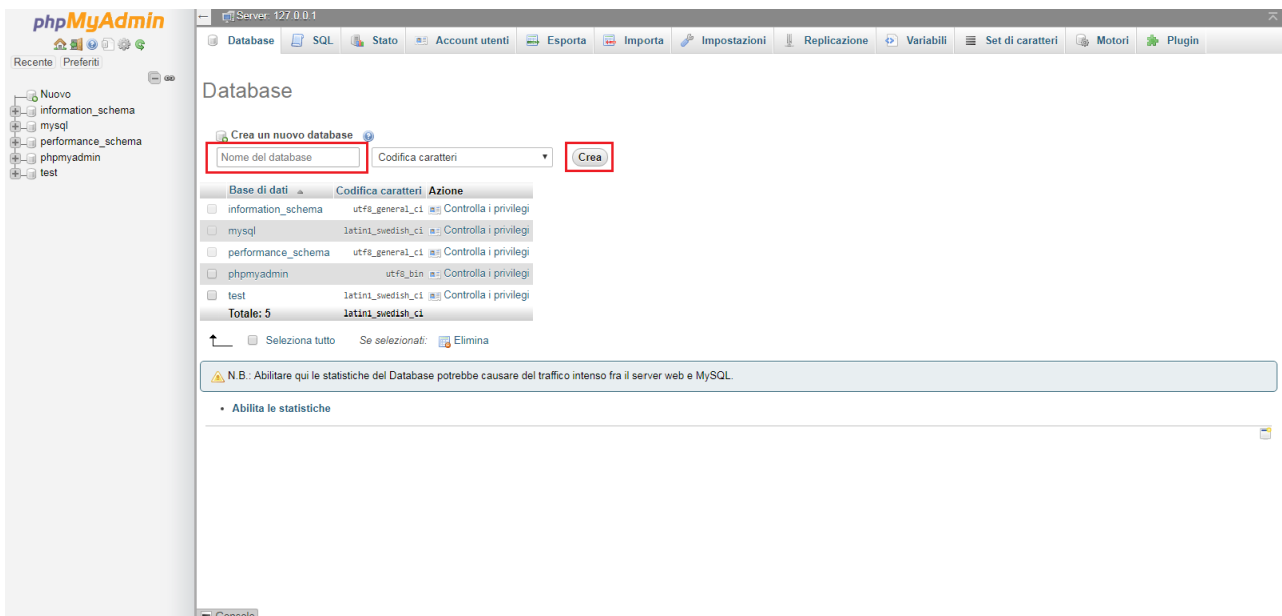 phpMyAdmin
Recente Preferiti
Nuovo
information_schema
mysql
performance_schema
phpmyadmin
test
Server: 127.0.0.1
Database SQL Stato Account utenti Esporta Importa Impostazioni Replicazione Variabili Set di caratteri Motori Plugin
Database
Crea un nuovo database
Nome del database Codifica caratteri Crea
Base di dati Codifica caratteri Azione
information_schema utf8_general_ci Controlla i privilegi
mysql latin1_swedish_ci Controlla i privilegi
performance_schema utf8_general_ci Controlla i privilegi
phpmyadmin utf8_bin Controlla i privilegi
test latin1_swedish_ci Controlla i privilegi
Totale: 5 latin1_swedish_ci
Seleziona tutto Se selezionati: Elimina
N.B.: Abilitare qui le statistiche del Database potrebbe causare del traffico intenso fra il server web e MySQL.
• Abilita le statistiche
Console